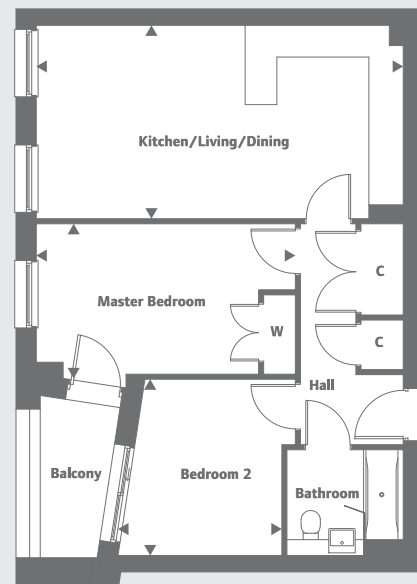 Kitchen/Living/Dining
C
Master Bedroom
W
C
Hall
Balcony
Bedroom 2
Bathroom